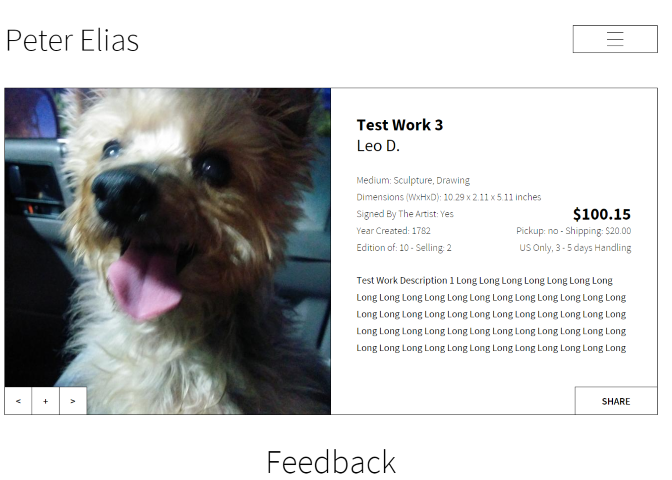 Peter Elias
Test Work 3
Leo D.
Medium: Sculpture, Drawing
Dimensions (WxHxD): 10.29 x 2.11 x 5.11 inches
Signed By The Artist: Yes
$100.15
Year Created: 1782
Pickup: no - Shipping: $20.00
Edition of: 10 - Selling: 2
US Only, 3 - 5 days Handling
Test Work Description 1 Long Long Long Long Long Long Long
Long Long Long Long Long Long Long Long Long Long Long Long
Long Long Long Long Long Long Long Long Long Long Long Long
Long Long Long Long Long Long Long Long Long Long Long Long
Long Long Long Long Long Long Long Long Long Long Long Long
< + >
SHARE
Feedback